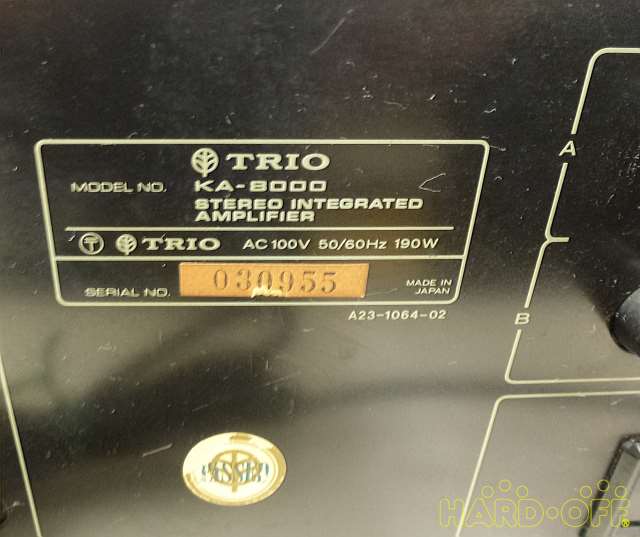 TRIO
MODEL NO. KA-8000
STEREO INTEGRATED
AMPLIFIER
TRIO AC 100V 50/60Hz 190W
SERIAL NO. 030955
MADE IN
JAPAN
A23-1064-02
A
B
PASSED
HARD-OFF